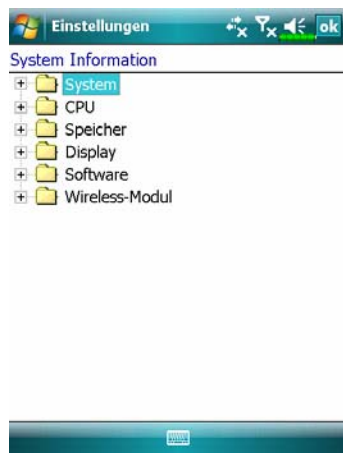 Einstellungen
ok
System Information
System
CPU
Speicher
Display
Software
Wireless-Modul